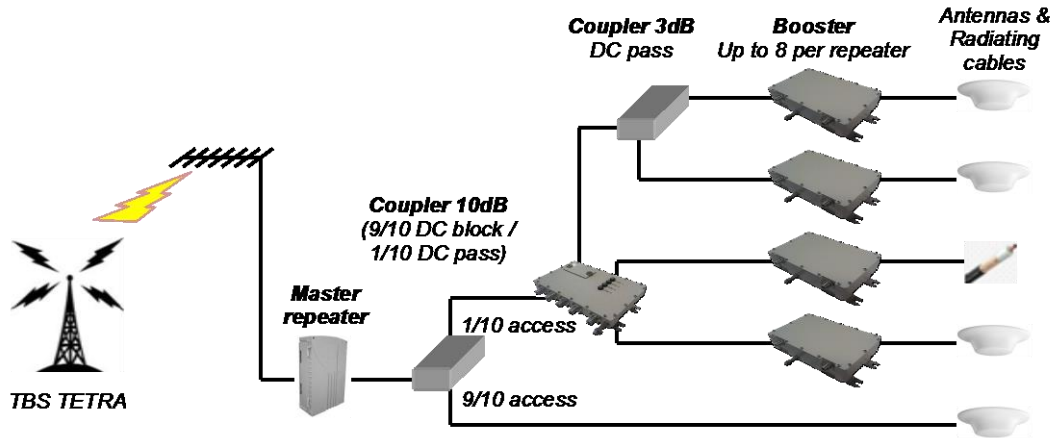 Coupler 3dB
DC pass
Booster
Up to 8 per repeater
Antennas &
Radiating
cables
Coupler 10dB
(9/10 DC block /
1/10 DC pass)
Master
repeater
1/10 access
9/10 access
TBS TETRA